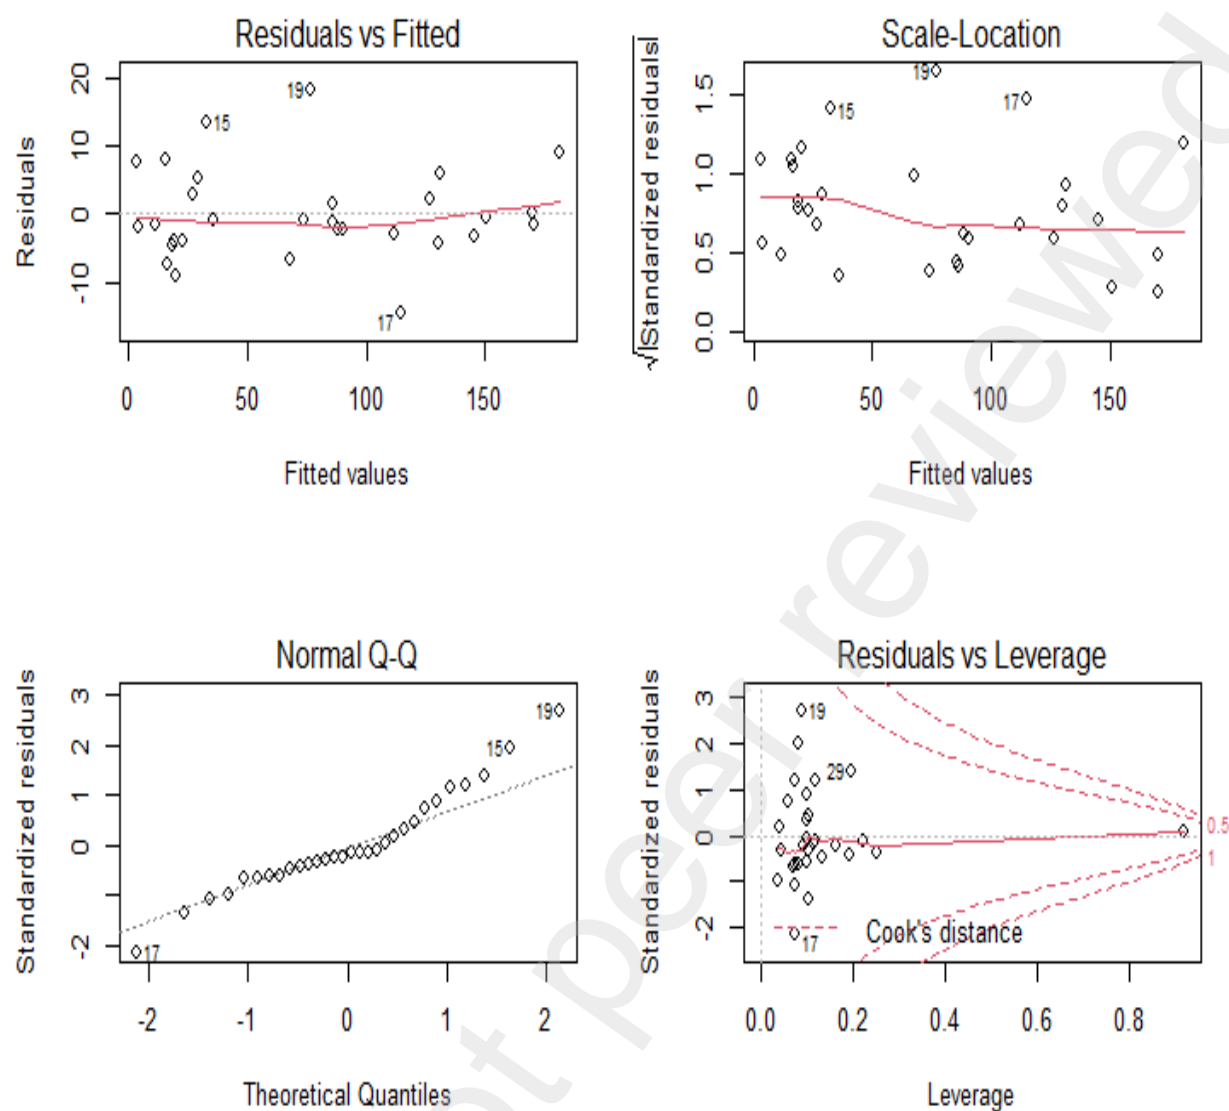 Residuals vs Fitted
Residuals
20
10
0
-10
19
15
17
0 50 100 150
Fitted values
Scale-Location
√|Standardized residuals|
1.5
1.0
0.5
0.0
19
17
15
0 50 100 150
Fitted values
Normal Q-Q
Standardized residuals
3
2
1
0
-2
19
15
17
-2 -1 0 1 2
Theoretical Quantiles
Residuals vs Leverage
Standardized residuals
3
2
1
0
-2
19
29
0.5
1
Cook's distance
17
0.0 0.2 0.4 0.6 0.8
Leverage
ot peer reviewed